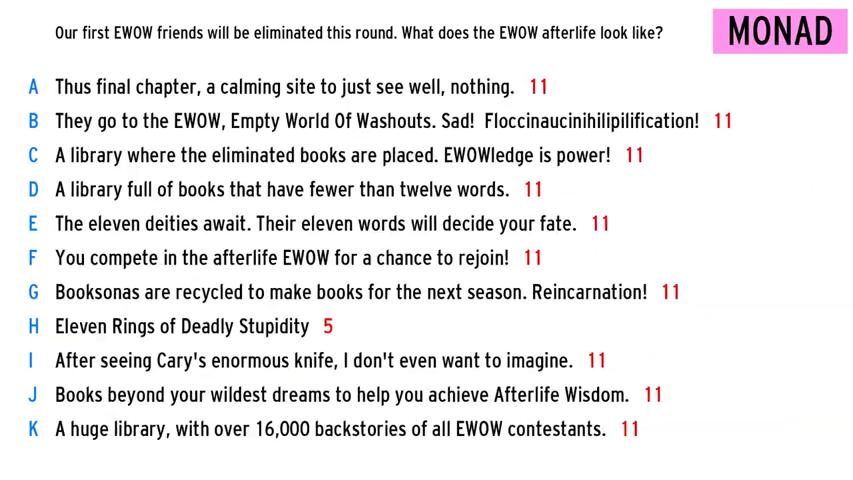 Our first EWOW friends will be eliminated this round. What does the EWOW afterlife look like?
MONAD
A Thus final chapter, a calming site to just see well, nothing. 11
B They go to the EWOW, Empty World Of Washouts. Sad! Floccinaucinihilipilification! 11
C A library where the eliminated books are placed. EWOWledge is power! 11
D A library full of books that have fewer than twelve words. 11
E The eleven deities await. Their eleven words will decide your fate. 11
F You compete in the afterlife EWOW for a chance to rejoin! 11
G Booksonas are recycled to make books for the next season. Reincarnation! 11
H Eleven Rings of Deadly Stupidity 5
I After seeing Cary's enormous knife, I don't even want to imagine. 11
J Books beyond your wildest dreams to help you achieve Afterlife Wisdom. 11
K A huge library, with over 16,000 backstories of all EWOW contestants. 11